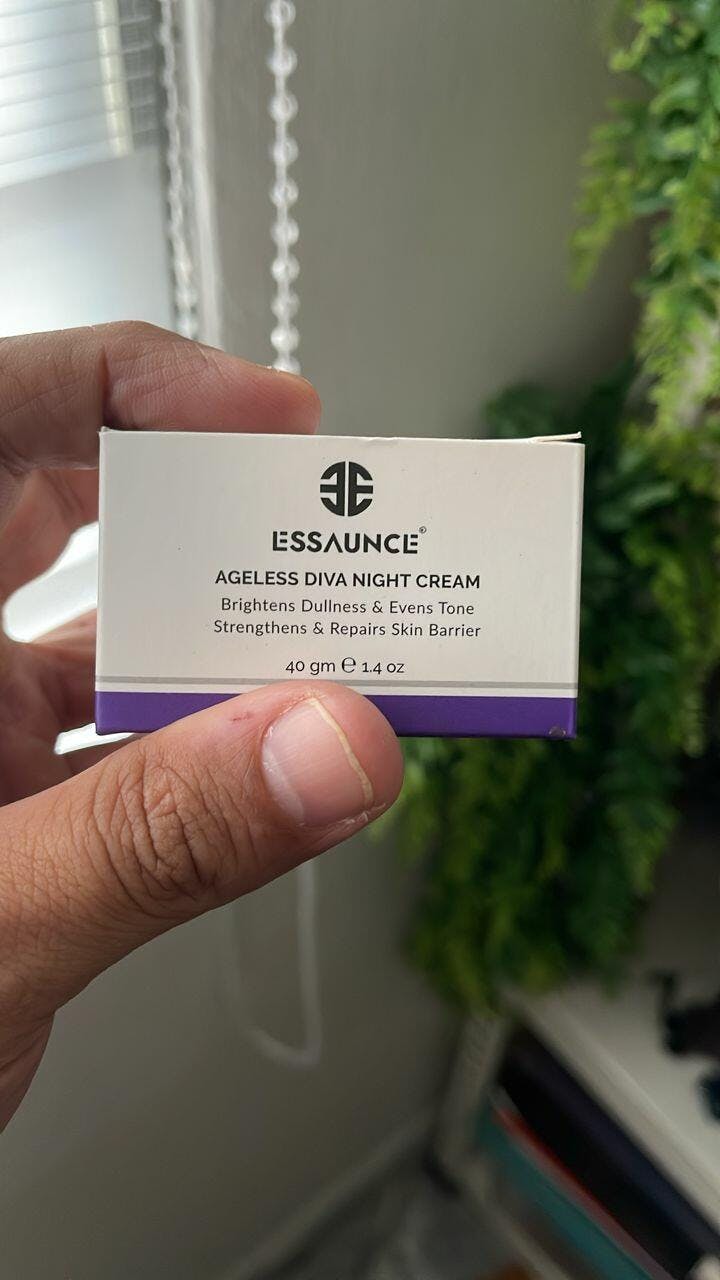 ESSAUNCE®
AGELESS DIVA NIGHT CREAM
Brightens Dullness & Evens Tone
Strengthens & Repairs Skin Barrier
40 gm ℮ 1.4 oz